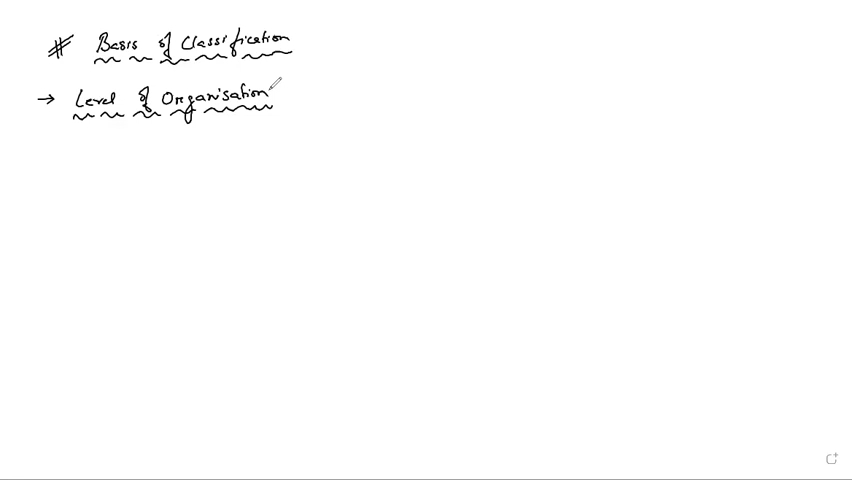 # Basis of Classification
→ Level of Organisation